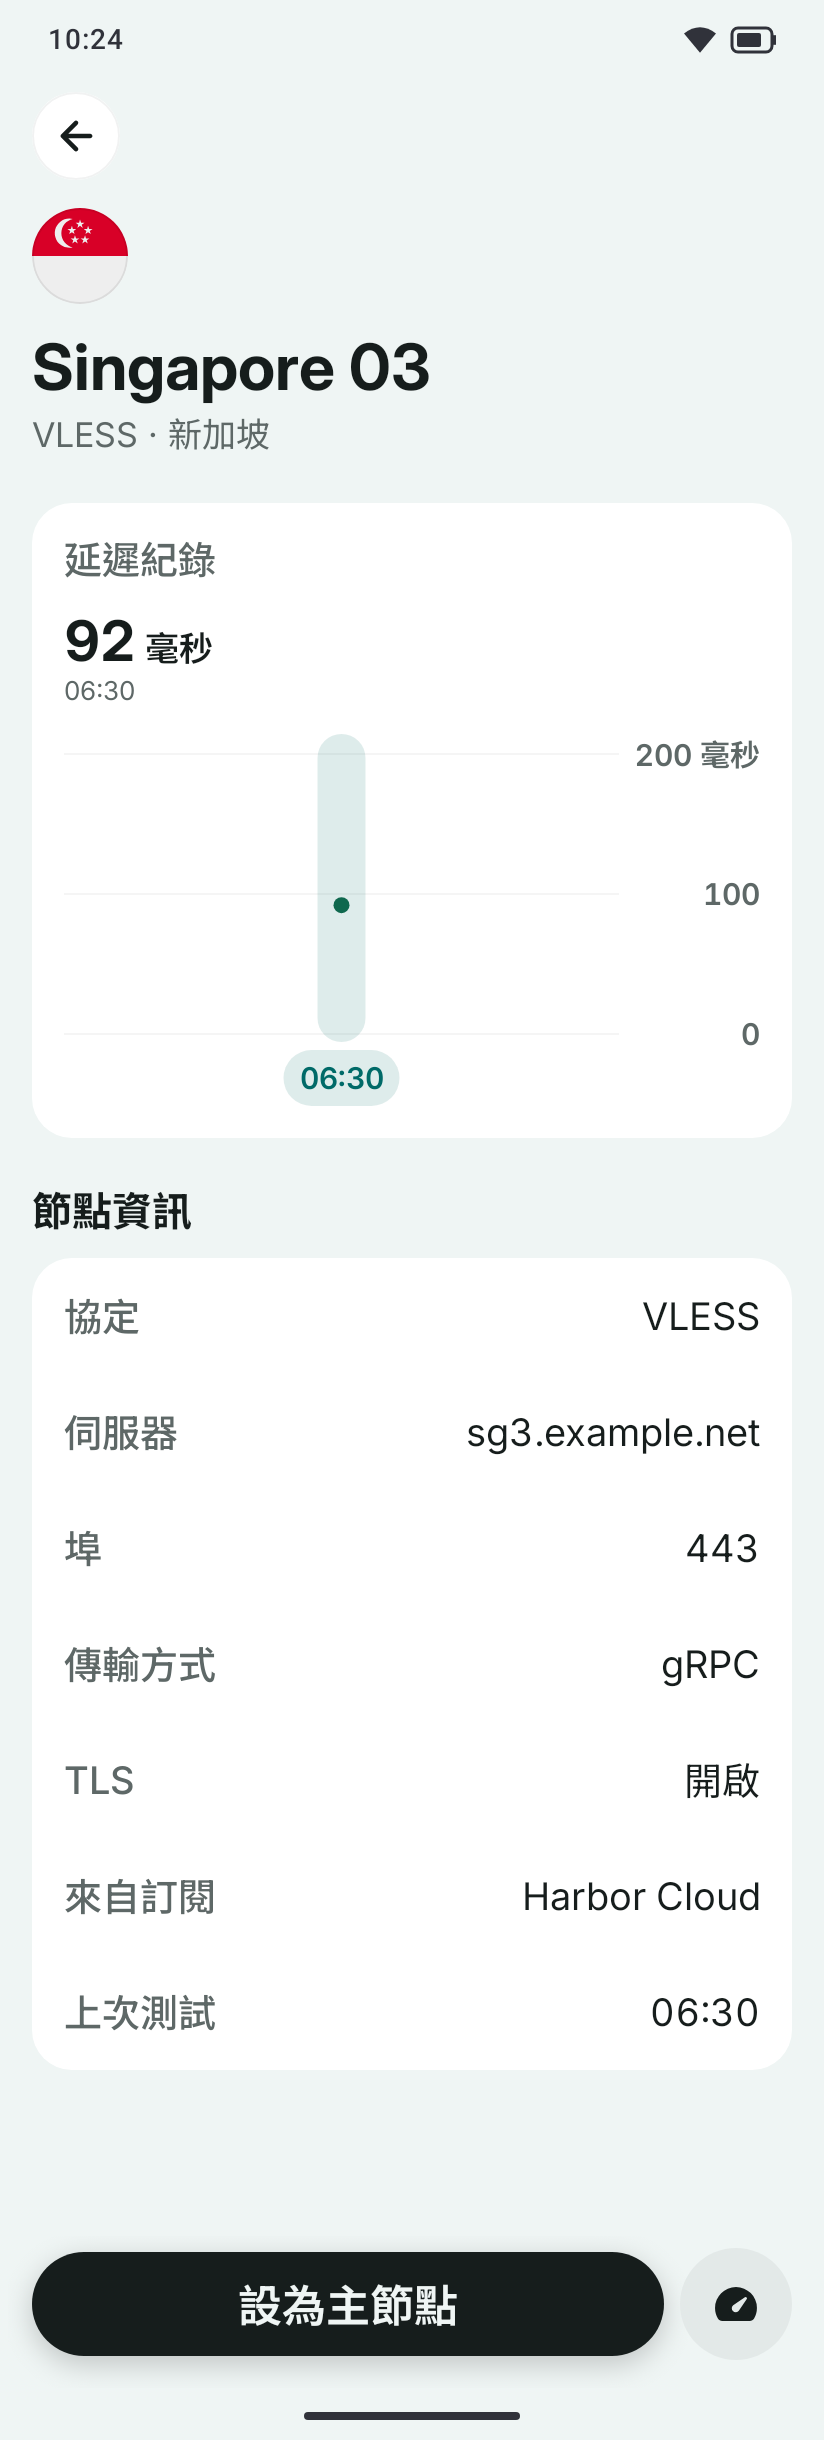 10:24
Singapore 03
VLESS · 新加坡
延遲紀錄
92 毫秒
06:30
200 毫秒
100
0
06:30
節點資訊
協定 VLESS
伺服器 sg3.example.net
埠 443
傳輸方式 gRPC
TLS 開啟
來自訂閱 Harbor Cloud
上次測試 06:30
設為主節點